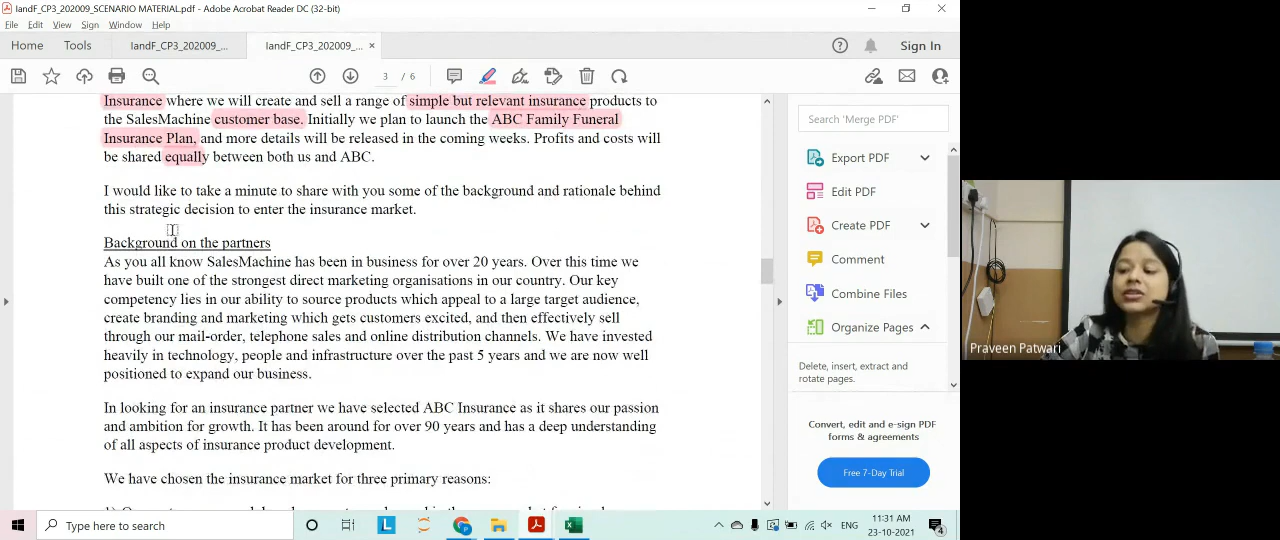 IandF_CP3_202009_SCENARIO MATERIAL.pdf - Adobe Acrobat Reader DC (32-bit)
File Edit View Sign Window Help
Home Tools IandF_CP3_202009_... IandF_CP3_202009_... × Sign In
3 / 6
Insurance where we will create and sell a range of simple but relevant insurance products to
the SalesMachine customer base. Initially we plan to launch the ABC Family Funeral
Insurance Plan, and more details will be released in the coming weeks. Profits and costs will
be shared equally between both us and ABC.
I would like to take a minute to share with you some of the background and rationale behind
this strategic decision to enter the insurance market.
Background on the partners
As you all know SalesMachine has been in business for over 20 years. Over this time we
have built one of the strongest direct marketing organisations in our country. Our key
competency lies in our ability to source products which appeal to a large target audience,
create branding and marketing which gets customers excited, and then effectively sell
through our mail-order, telephone sales and online distribution channels. We have invested
heavily in technology, people and infrastructure over the past 5 years and we are now well
positioned to expand our business.
In looking for an insurance partner we have selected ABC Insurance as it shares our passion
and ambition for growth. It has been around for over 90 years and has a deep understanding
of all aspects of insurance product development.
We have chosen the insurance market for three primary reasons:
Search 'Merge PDF'
Export PDF
Edit PDF
Create PDF
Comment
Combine Files
Organize Pages
Delete, insert, extract and
rotate pages.
Convert, edit and e-sign PDF
forms & agreements
Free 7-Day Trial
Praveen Patwari
Type here to search
L
ENG
11:31 AM
23-10-2021
4